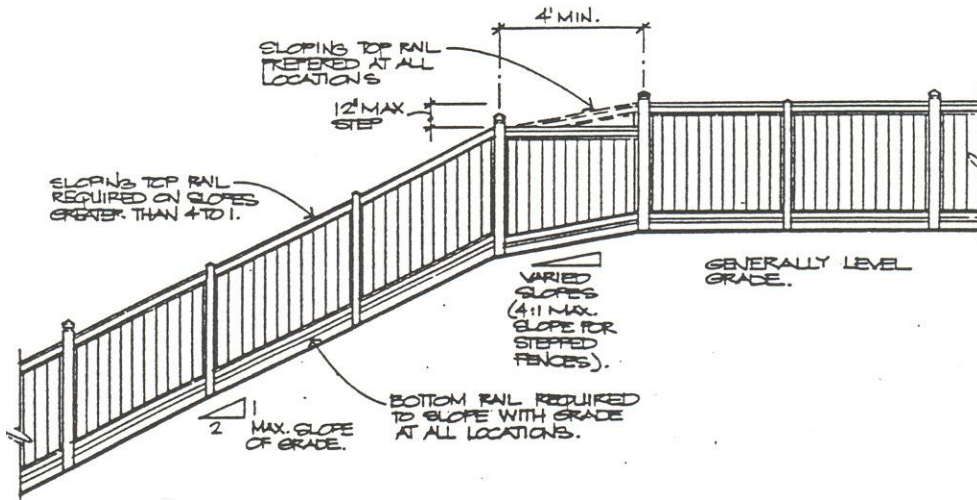 4' MIN.
SLOPING TOP RAIL
PREFERED AT ALL
LOCATIONS
12" MAX
STEP
SLOPING TOP RAIL
REQUIRED ON SLOPES
GREATER THAN 4 TO 1.
VARIED
SLOPES
(4:1 MAX.
SLOPE FOR
STEPPED
FENCES).
GENERALLY LEVEL
GRADE.
1
2
MAX. SLOPE
OF GRADE.
BOTTOM RAIL REQUIRED
TO SLOPE WITH GRADE
AT ALL LOCATIONS.